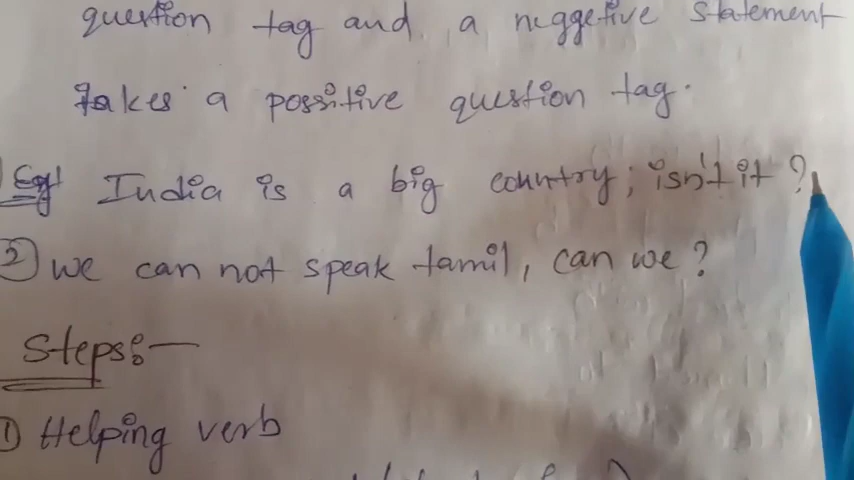 question tag and a neggetive statement
takes a possitive question tag.
Eg! India is a big country; isn't it?
② we can not speak tamil, can we?
Steps:-
① Helping verb